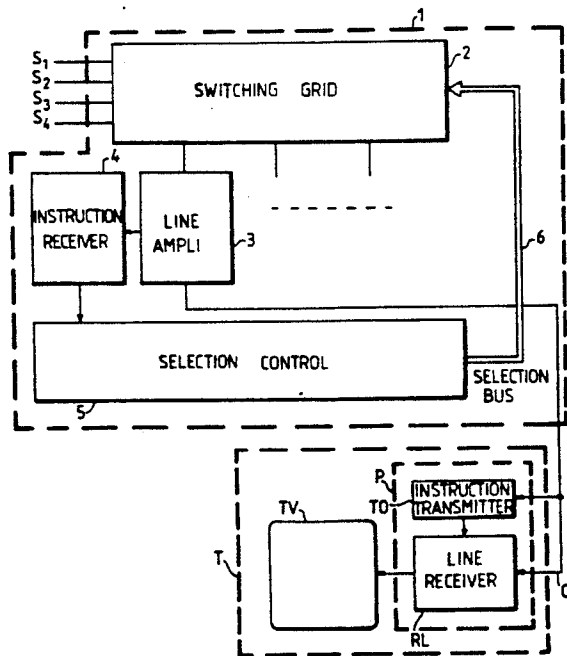 1
S1
S2
S3
S4
SWITCHING GRID
2
4
INSTRUCTION
RECEIVER
LINE
AMPLI
3
6
SELECTION CONTROL
5
SELECTION
BUS
P
INSTRUCTION
TRANSMITTER
TO
TV
T
LINE
RECEIVER
RL
C